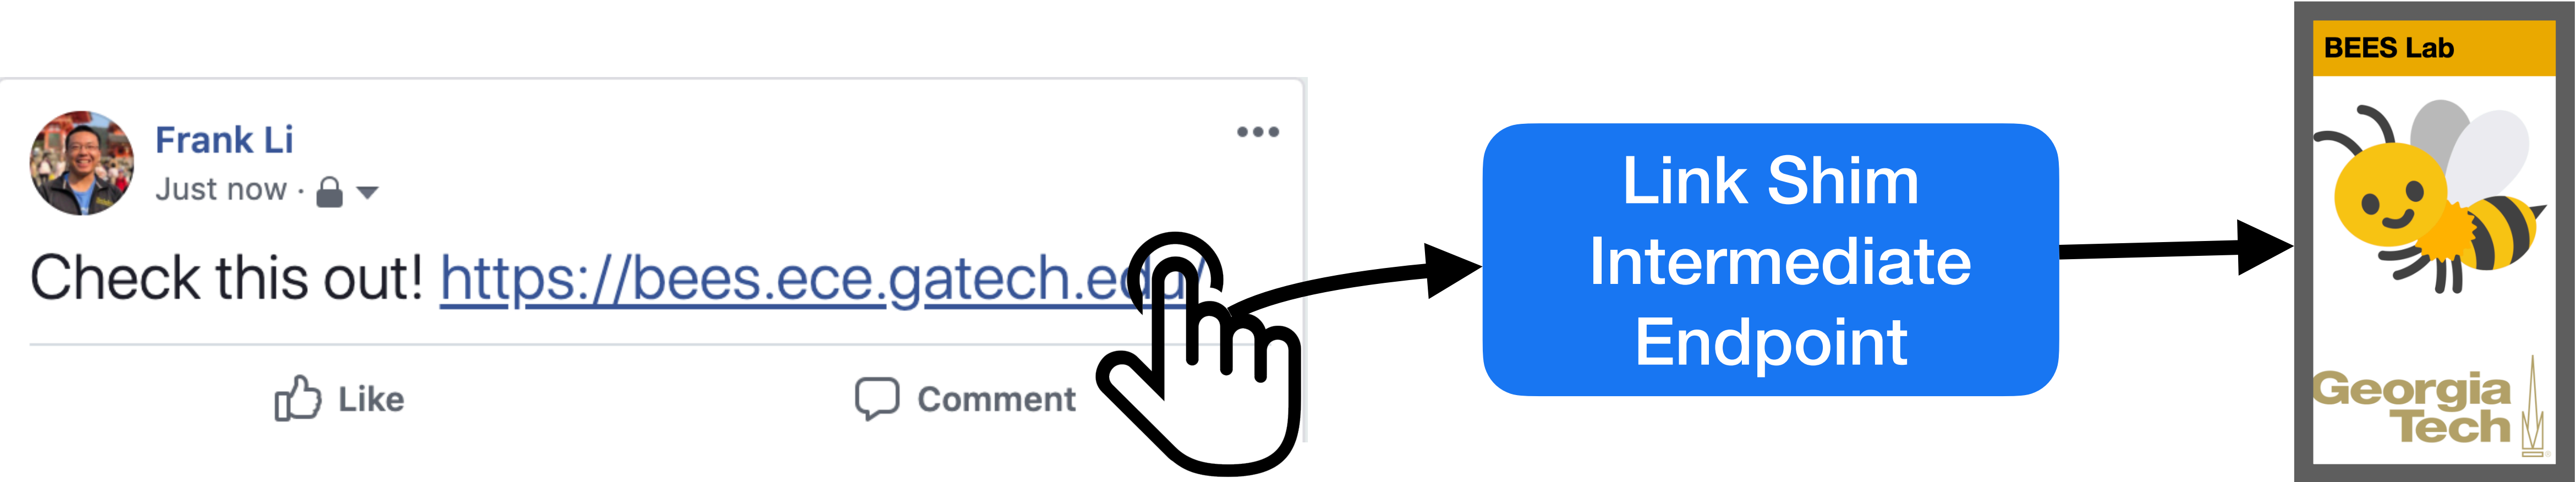 Frank Li
Just now ·
Check this out! https://bees.ece.gatech.edu/
Like
Comment
Link Shim
Intermediate
Endpoint
BEES Lab
Georgia
Tech